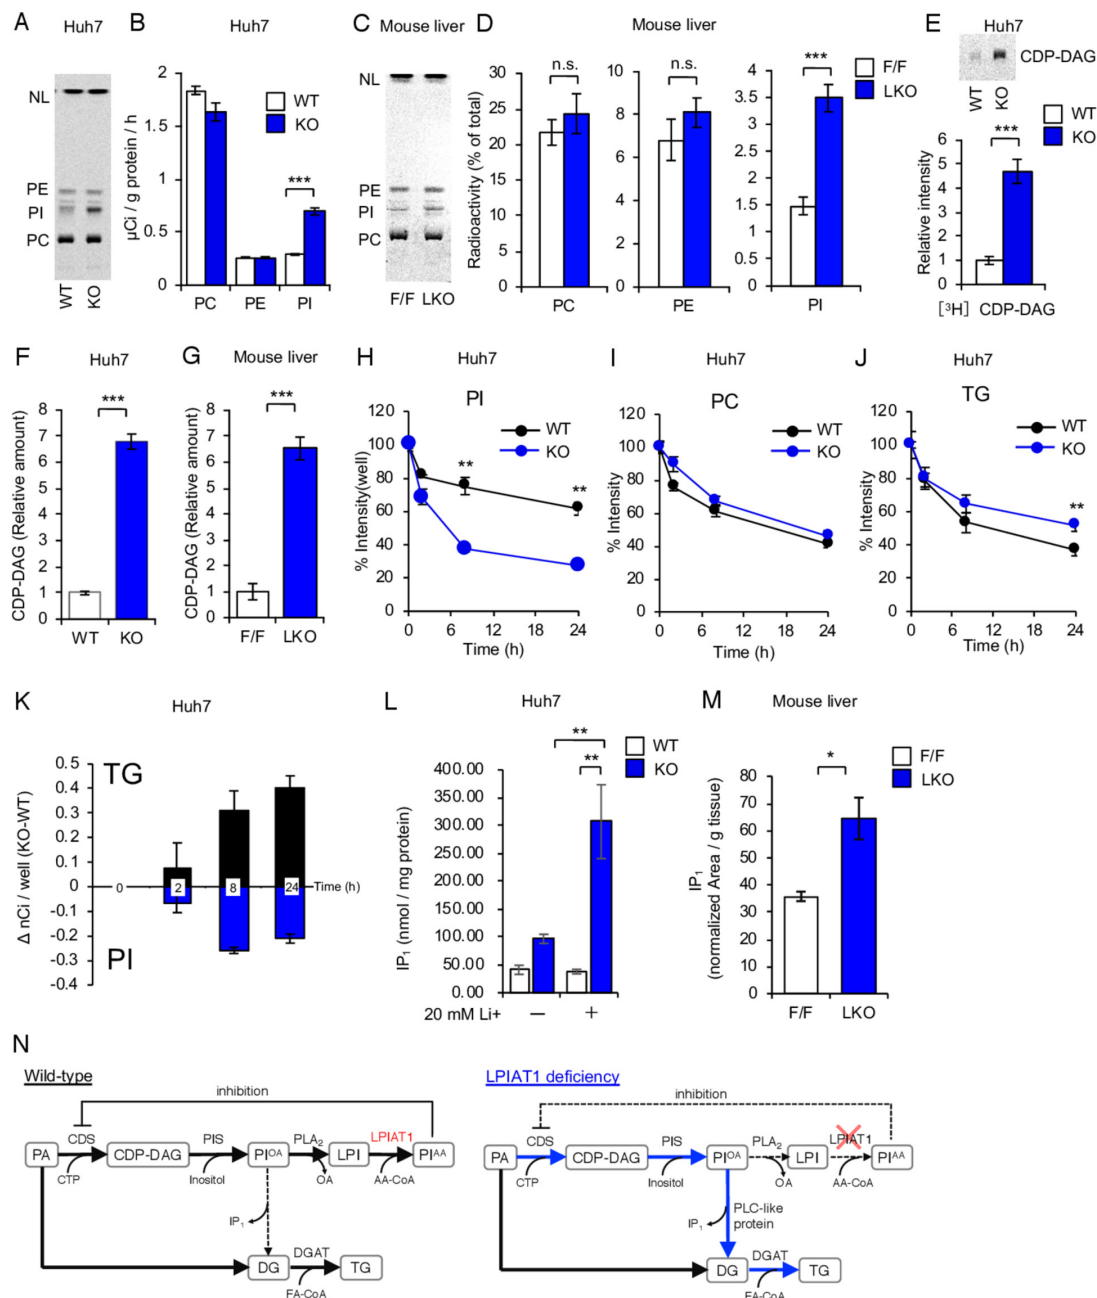 A Huh7
NL
PE
PI
PC
WT KO
B Huh7
µCi / g protein / h
2
1.5
1
0.5
0
WT
KO
***
PC PE PI
C Mouse liver
NL
PE
PI
PC
F/F LKO
D Mouse liver
Radioactivity (% of total)
30
25
20
15
10
5
0
n.s.
PC
10
8
6
4
2
0
n.s.
PE
4
3.5
3
2.5
2
1.5
1
0.5
0
***
PI
F/F
LKO
E Huh7
CDP-DAG
WT KO
WT
KO
***
Relative intensity
6
5
4
3
2
1
0
[³H] CDP-DAG
F Huh7
CDP-DAG (Relative amount)
8
7
6
5
4
3
2
1
0
***
WT KO
G Mouse liver
CDP-DAG (Relative amount)
8
7
6
5
4
3
2
1
0
***
F/F LKO
H Huh7
PI
% Intensity(well)
120
100
80
60
40
20
0
WT
KO
**
**
0 6 12 18 24
Time (h)
I Huh7
PC
% Intensity
120
100
80
60
40
20
0
WT
KO
0 6 12 18 24
Time (h)
J Huh7
TG
% Intensity
120
100
80
60
40
20
0
WT
KO
**
0 6 12 18 24
Time (h)
K Huh7
Δ nCi / well (KO-WT)
0.5
0.4
0.3
0.2
0.1
0
-0.1
-0.2
-0.3
-0.4
TG
PI
0 2 8 24 Time (h)
L Huh7
IP₁ (nmol / mg protein)
400.00
350.00
300.00
250.00
200.00
150.00
100.00
50.00
0.00
**
**
WT
KO
20 mM Li+ — +
M Mouse liver
IP₁
(normalized Area / g tissue)
80
70
60
50
40
30
20
10
0
*
F/F
LKO
F/F LKO
N
Wild-type
inhibition
CDS PIS PLA₂ LPIAT1
PA CDP-DAG PIᴼᴬ LPI PIᴬᴬ
CTP Inositol OA AA-CoA
IP₁
DGAT
DG TG
FA-CoA
LPIAT1 deficiency
inhibition
CDS PIS PLA₂ LPIAT1
PA CDP-DAG PIᴼᴬ LPI PIᴬᴬ
CTP Inositol OA AA-CoA
IP₁ PLC-like
protein
DGAT
DG TG
FA-CoA